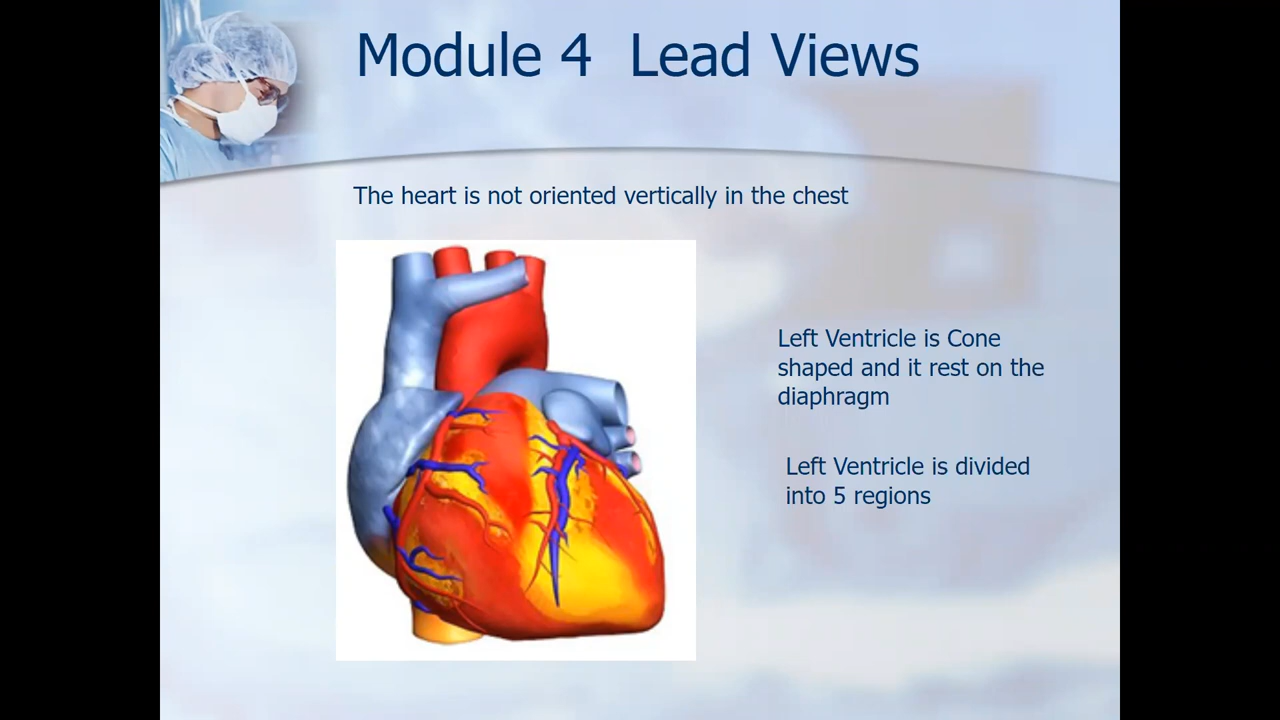 Module 4  Lead Views
The heart is not oriented vertically in the chest
Left Ventricle is Cone
shaped and it rest on the
diaphragm
Left Ventricle is divided
into 5 regions